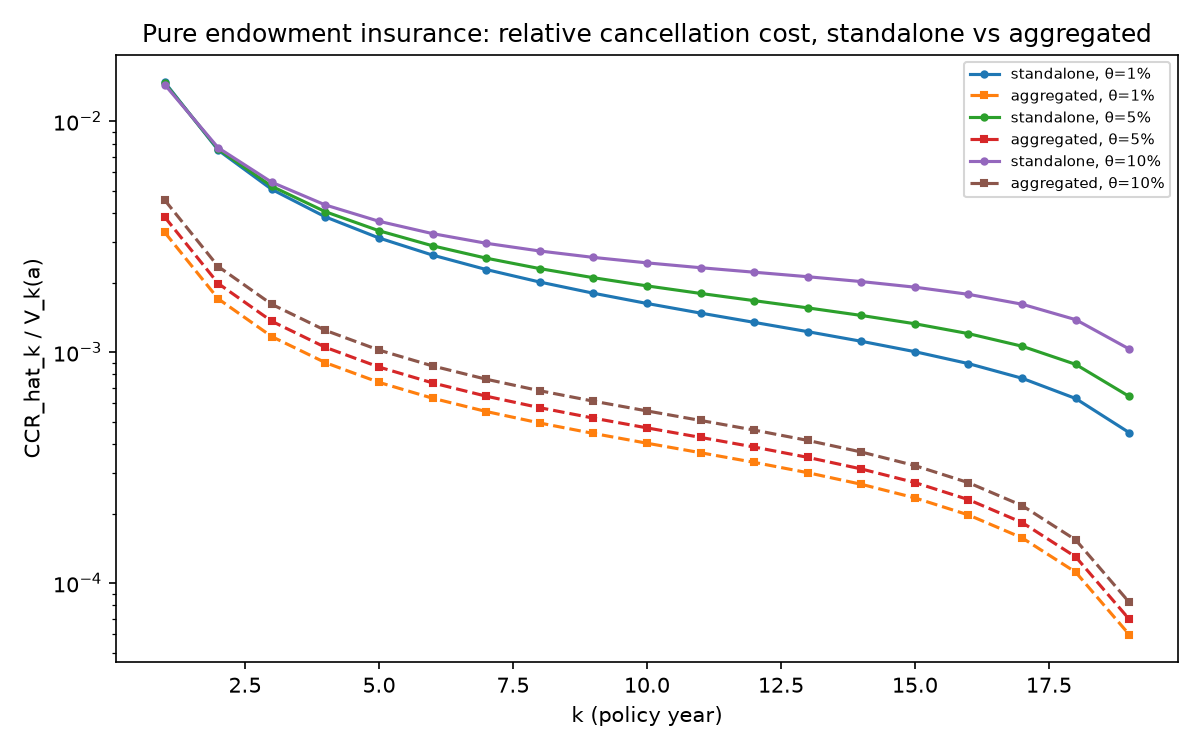 Pure endowment insurance: relative cancellation cost, standalone vs aggregated
standalone, θ=1%
aggregated, θ=1%
standalone, θ=5%
aggregated, θ=5%
standalone, θ=10%
aggregated, θ=10%
CCR_hat_k / V_k(a)
10⁻²
10⁻³
10⁻⁴
2.5 5.0 7.5 10.0 12.5 15.0 17.5
k (policy year)